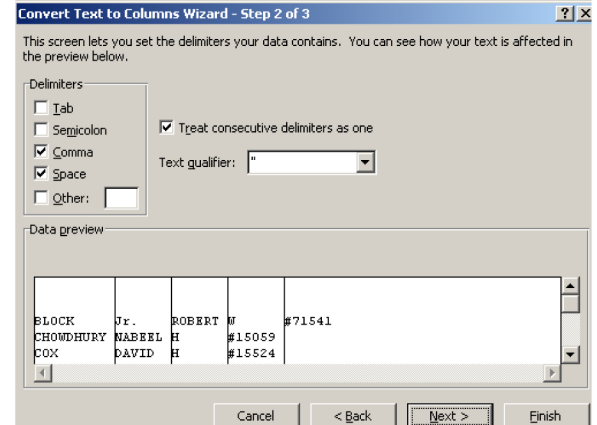 Convert Text to Columns Wizard - Step 2 of 3
This screen lets you set the delimiters your data contains. You can see how your text is affected in
the preview below.
Delimiters
Tab
Semicolon
Comma
Space
Other:
Treat consecutive delimiters as one
Text qualifier: "
Data preview
BLOCK Jr. ROBERT W #71541
CHOWDHURY NABEEL H #15059
COX DAVID H #15524
Cancel < Back Next > Finish